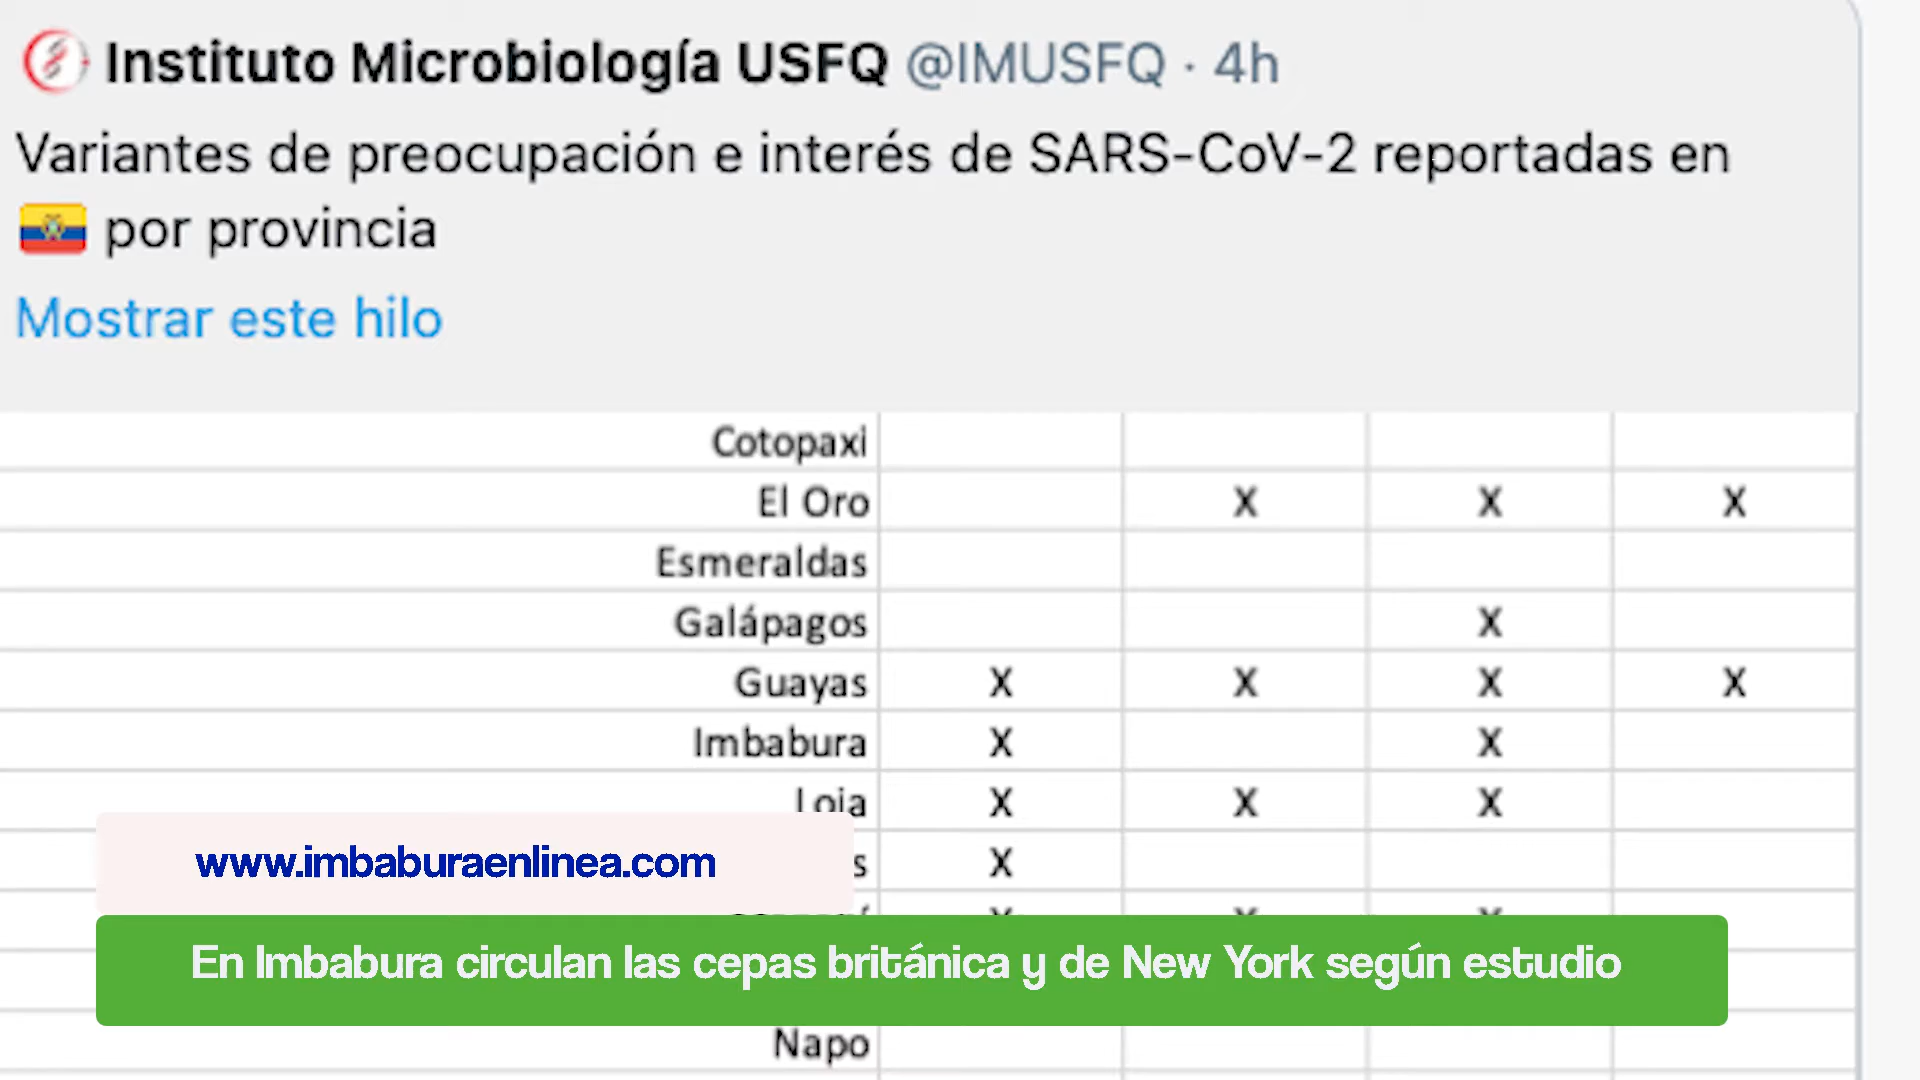 Instituto Microbiología USFQ @IMUSFQ · 4h
Variantes de preocupación e interés de SARS-CoV-2 reportadas en
por provincia
Mostrar este hilo
Cotopaxi
El Oro X X X
Esmeraldas
Galápagos X
Guayas X X X X
Imbabura X X
Loja X X X
www.imbaburaenlinea.com
s X
En Imbabura circulan las cepas británica y de New York según estudio
Napo